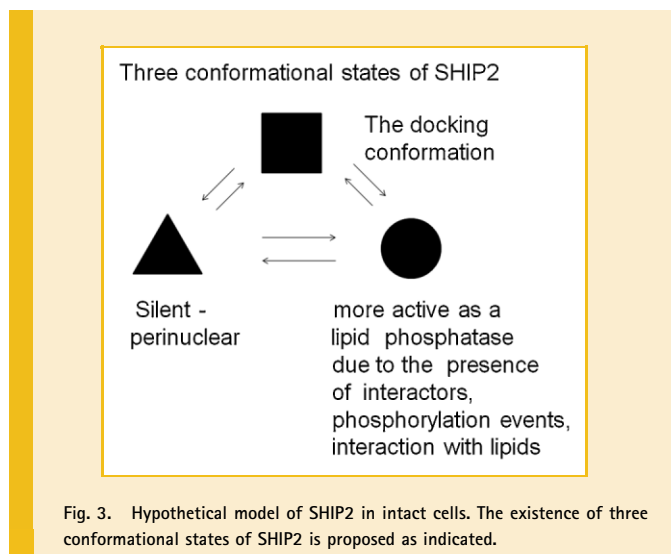 Three conformational states of SHIP2
The docking
conformation
Silent -
perinuclear
more active as a
lipid phosphatase
due to the presence
of interactors,
phosphorylation events,
interaction with lipids
Fig. 3. Hypothetical model of SHIP2 in intact cells. The existence of three
conformational states of SHIP2 is proposed as indicated.